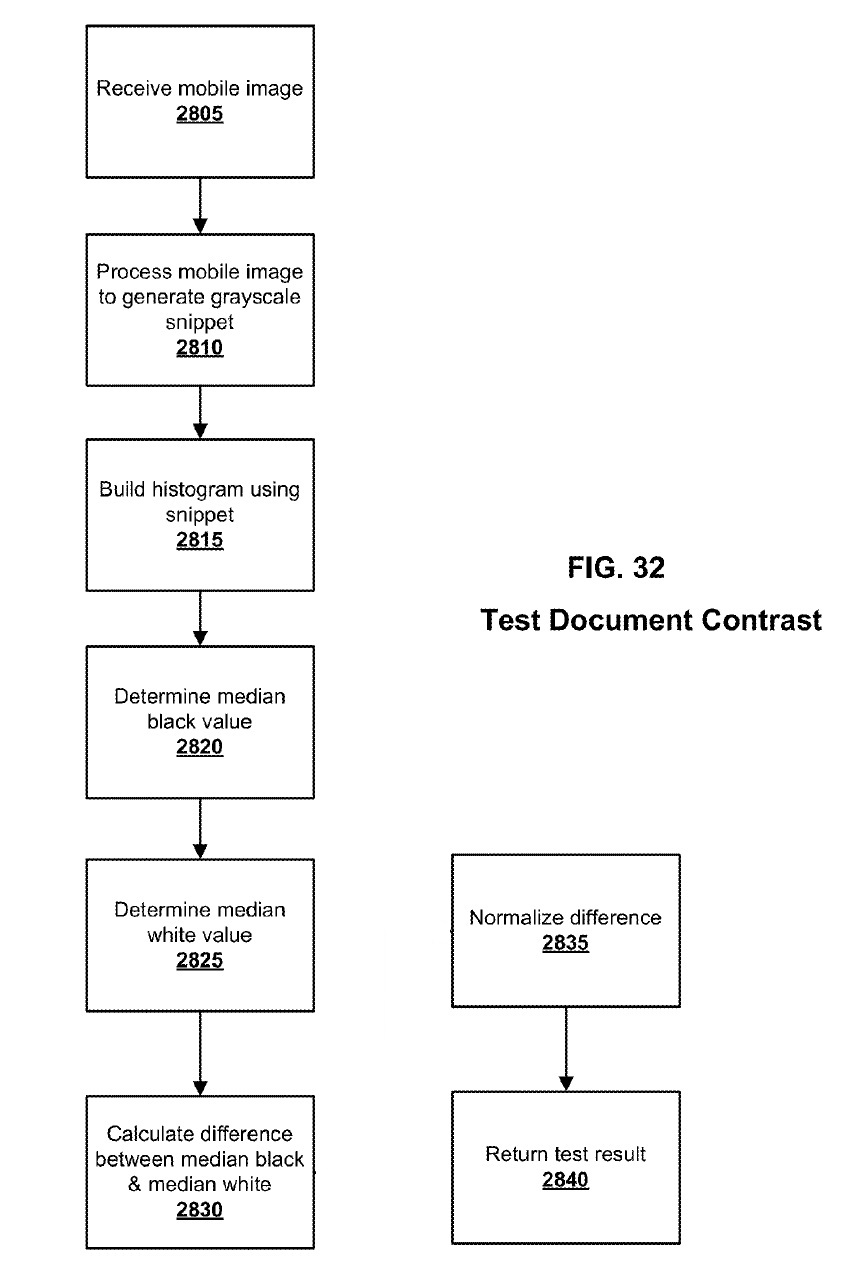 Receive mobile image
2805
Process mobile image
to generate grayscale
snippet
2810
Build histogram using
snippet
2815
FIG. 32
Test Document Contrast
Determine median
black value
2820
Determine median
white value
2825
Calculate difference
between median black
& median white
2830
Normalize difference
2835
Return test result
2840